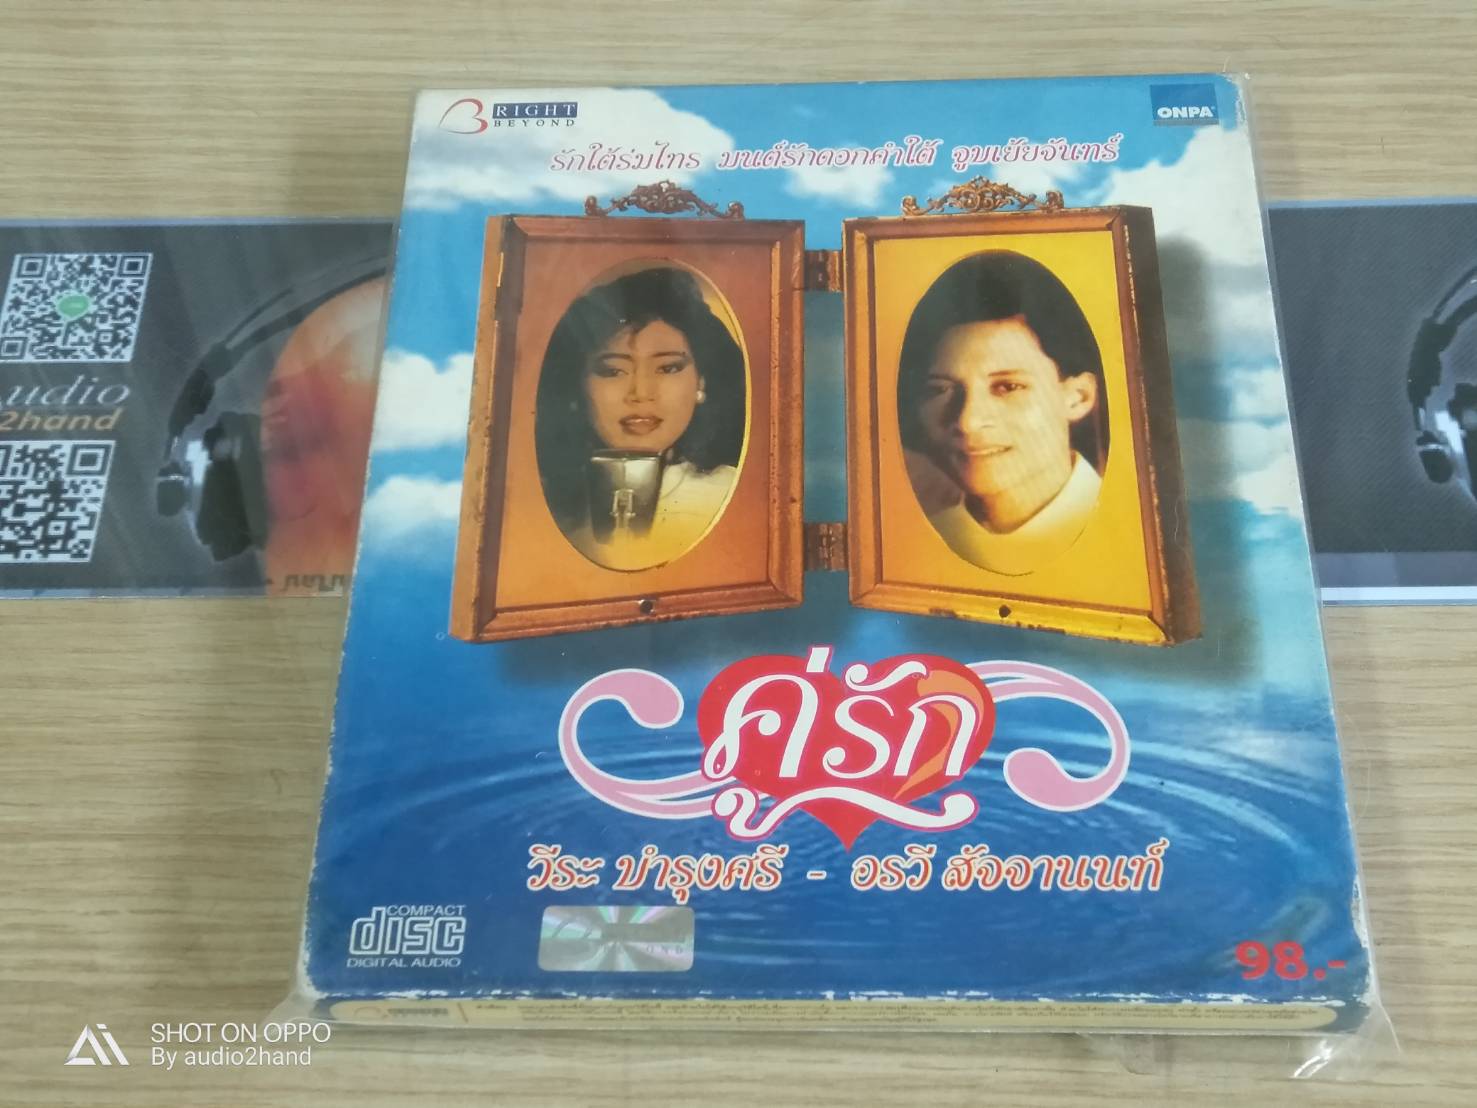 BRIGHT
BEYOND
ONPA
รักใต้ร่มไทร มนต์รักดอกคำใต้ จูบเย้ยจันทร์
udio
2hand
คู่รัก
วีระ บำรุงศรี - อรวี สัจจานนท์
COMPACT
disc
DIGITAL AUDIO
98.-
SHOT ON OPPO
By audio2hand